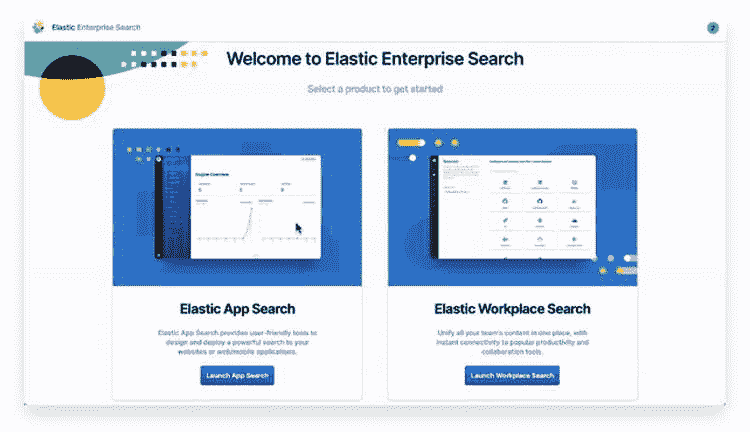 Elastic Enterprise Search
Welcome to Elastic Enterprise Search
Select a product to get started
Engine Overview
Elastic App Search
Elastic Workplace Search
Elastic App Search provides user-friendly tools to
design and deploy a powerful search to your
websites or web/mobile applications.
Unify all your team's content in one place, with
instant connectivity to popular productivity and
collaboration tools.
Launch App Search
Launch Workplace Search